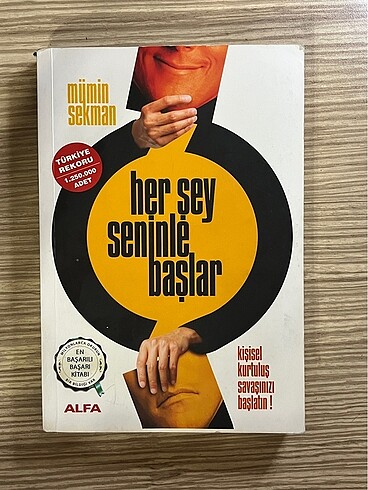 mümin
sekman
TÜRKİYE
REKORU
1.250.000
ADET
her şey
seninle
başlar
EN
BAŞARILI
BAŞARI
KİTABI
kişisel
kurtuluş
savaşınızı
başlatın !
ALFA